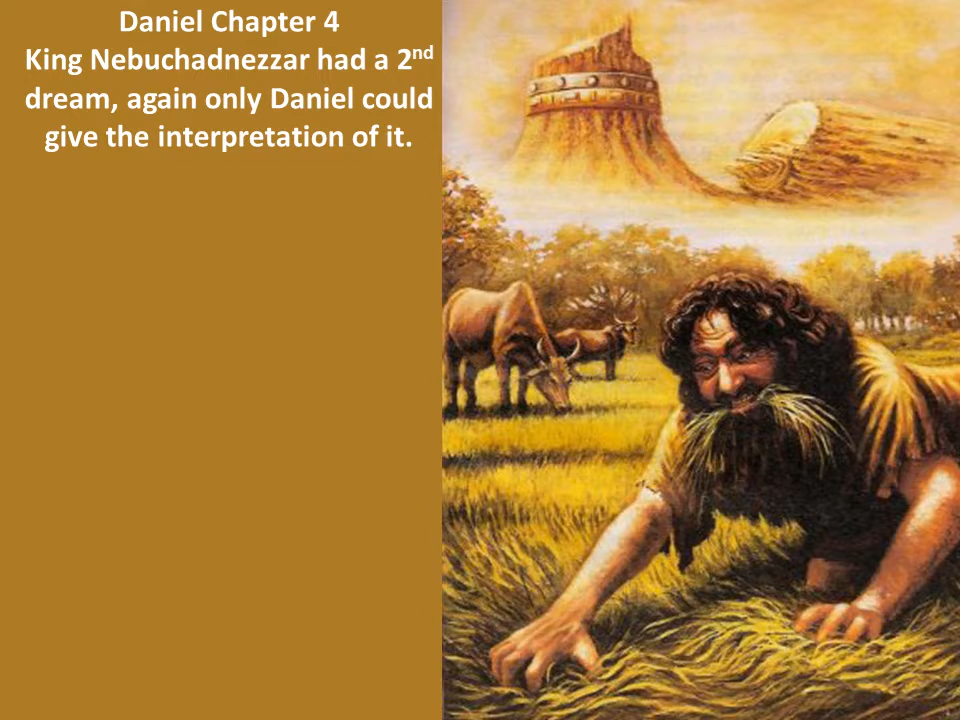 Daniel Chapter 4
King Nebuchadnezzar had a 2nd
dream, again only Daniel could
give the interpretation of it.